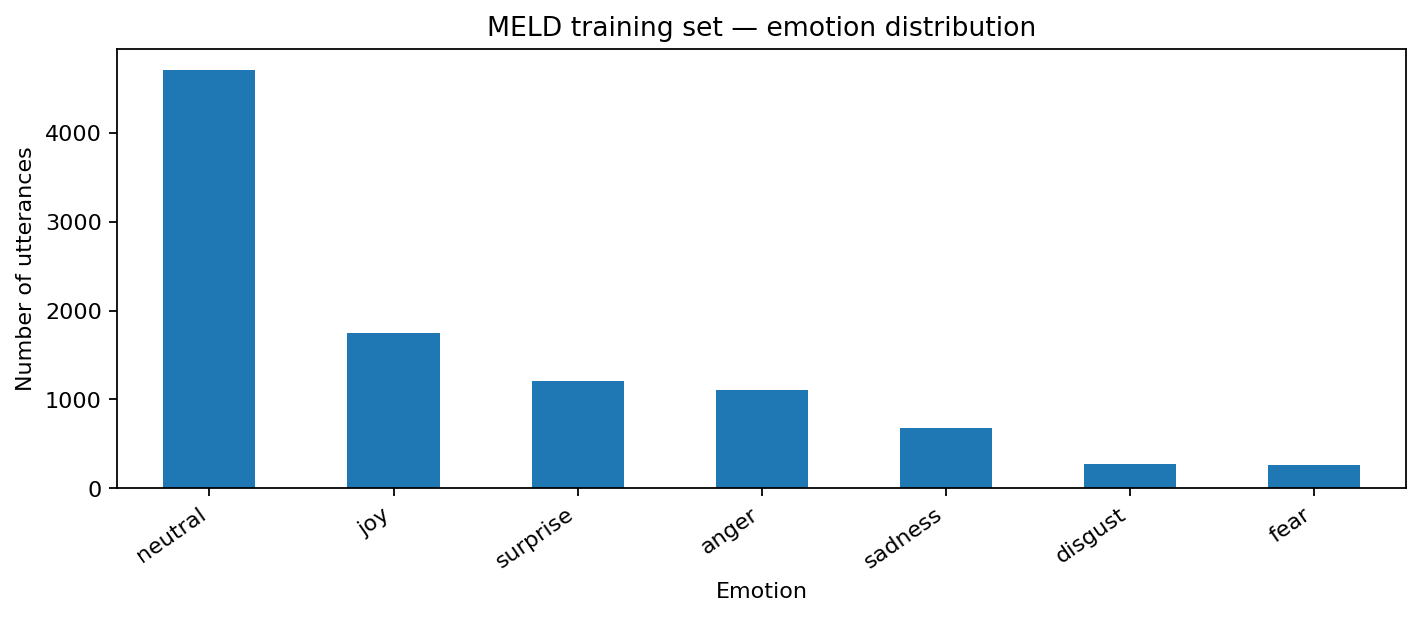 MELD training set — emotion distribution
Number of utterances
4000
3000
2000
1000
0
neutral
joy
surprise
anger
sadness
disgust
fear
Emotion